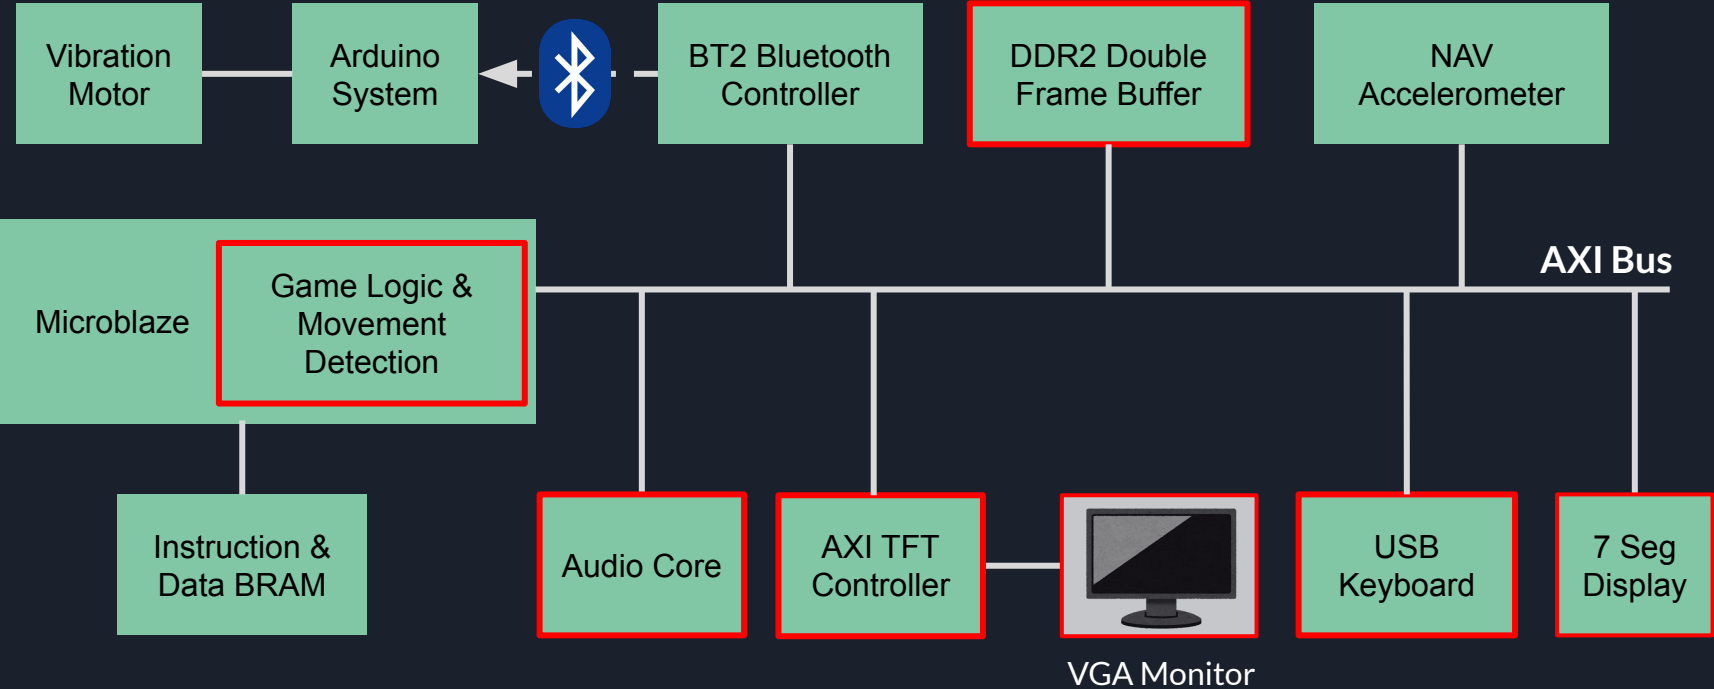 Vibration
Motor
Arduino
System
BT2 Bluetooth
Controller
DDR2 Double
Frame Buffer
NAV
Accelerometer
AXI Bus
Microblaze
Game Logic &
Movement
Detection
Instruction &
Data BRAM
Audio Core
AXI TFT
Controller
VGA Monitor
USB
Keyboard
7 Seg
Display